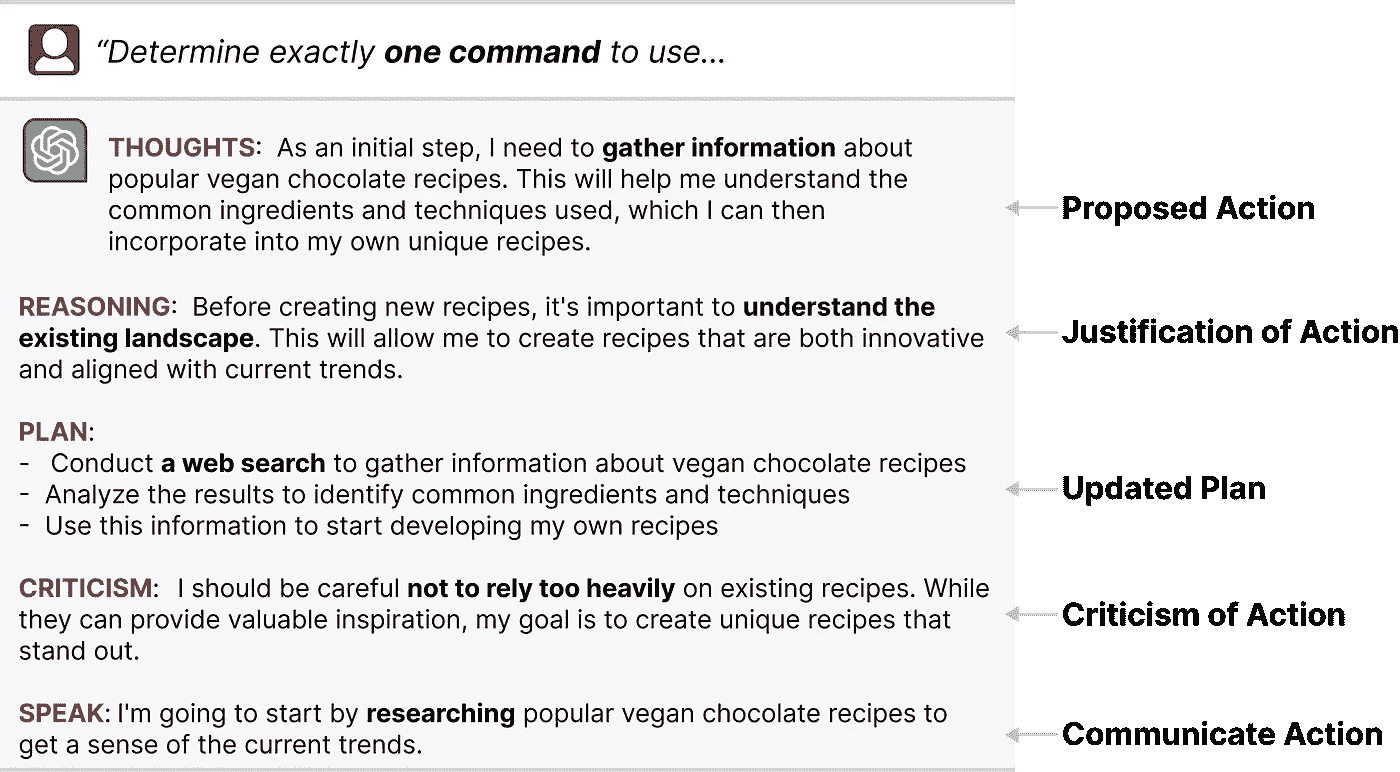 “Determine exactly one command to use...
THOUGHTS: As an initial step, I need to gather information about
popular vegan chocolate recipes. This will help me understand the
common ingredients and techniques used, which I can then
incorporate into my own unique recipes.
Proposed Action
REASONING: Before creating new recipes, it's important to understand the
existing landscape. This will allow me to create recipes that are both innovative
and aligned with current trends.
Justification of Action
PLAN:
- Conduct a web search to gather information about vegan chocolate recipes
- Analyze the results to identify common ingredients and techniques
- Use this information to start developing my own recipes
Updated Plan
CRITICISM: I should be careful not to rely too heavily on existing recipes. While
they can provide valuable inspiration, my goal is to create unique recipes that
stand out.
Criticism of Action
SPEAK: I'm going to start by researching popular vegan chocolate recipes to
get a sense of the current trends.
Communicate Action